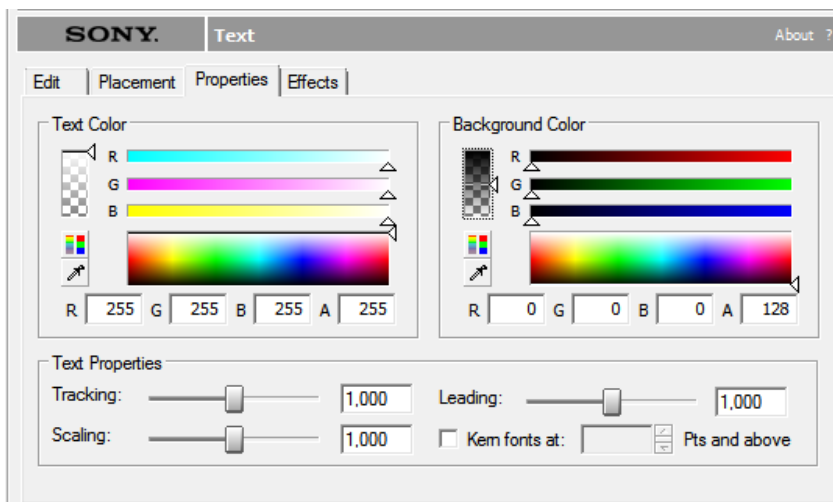 SONY. Text About ?
Edit Placement Properties Effects
Text Color
R
G
B
R 255 G 255 B 255 A 255
Background Color
R
G
B
R 0 G 0 B 0 A 128
Text Properties
Tracking: 1,000 Leading: 1,000
Scaling: 1,000 Kern fonts at: Pts and above